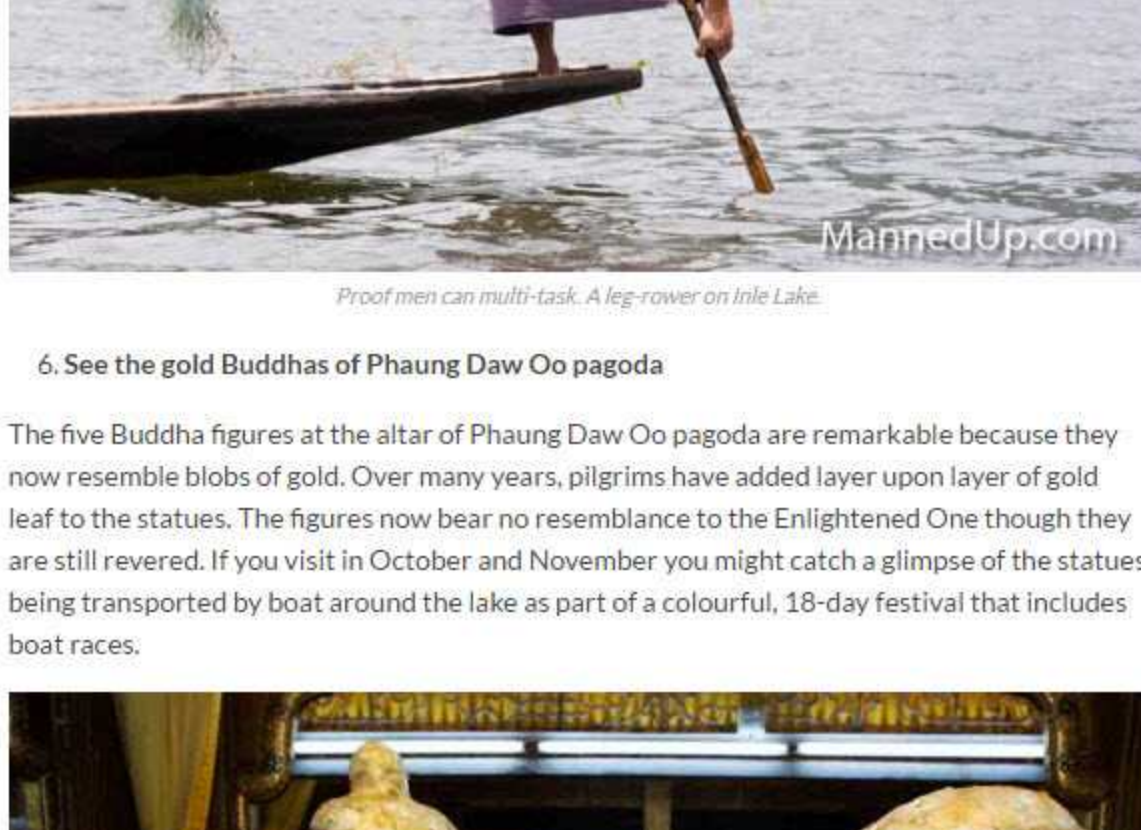 MannedUp.com
Proof men can multi-task. A leg-rower on Inle Lake.
6. See the gold Buddhas of Phaung Daw Oo pagoda
The five Buddha figures at the altar of Phaung Daw Oo pagoda are remarkable because they
now resemble blobs of gold. Over many years, pilgrims have added layer upon layer of gold
leaf to the statues. The figures now bear no resemblance to the Enlightened One though they
are still revered. If you visit in October and November you might catch a glimpse of the statues
being transported by boat around the lake as part of a colourful, 18-day festival that includes
boat races.